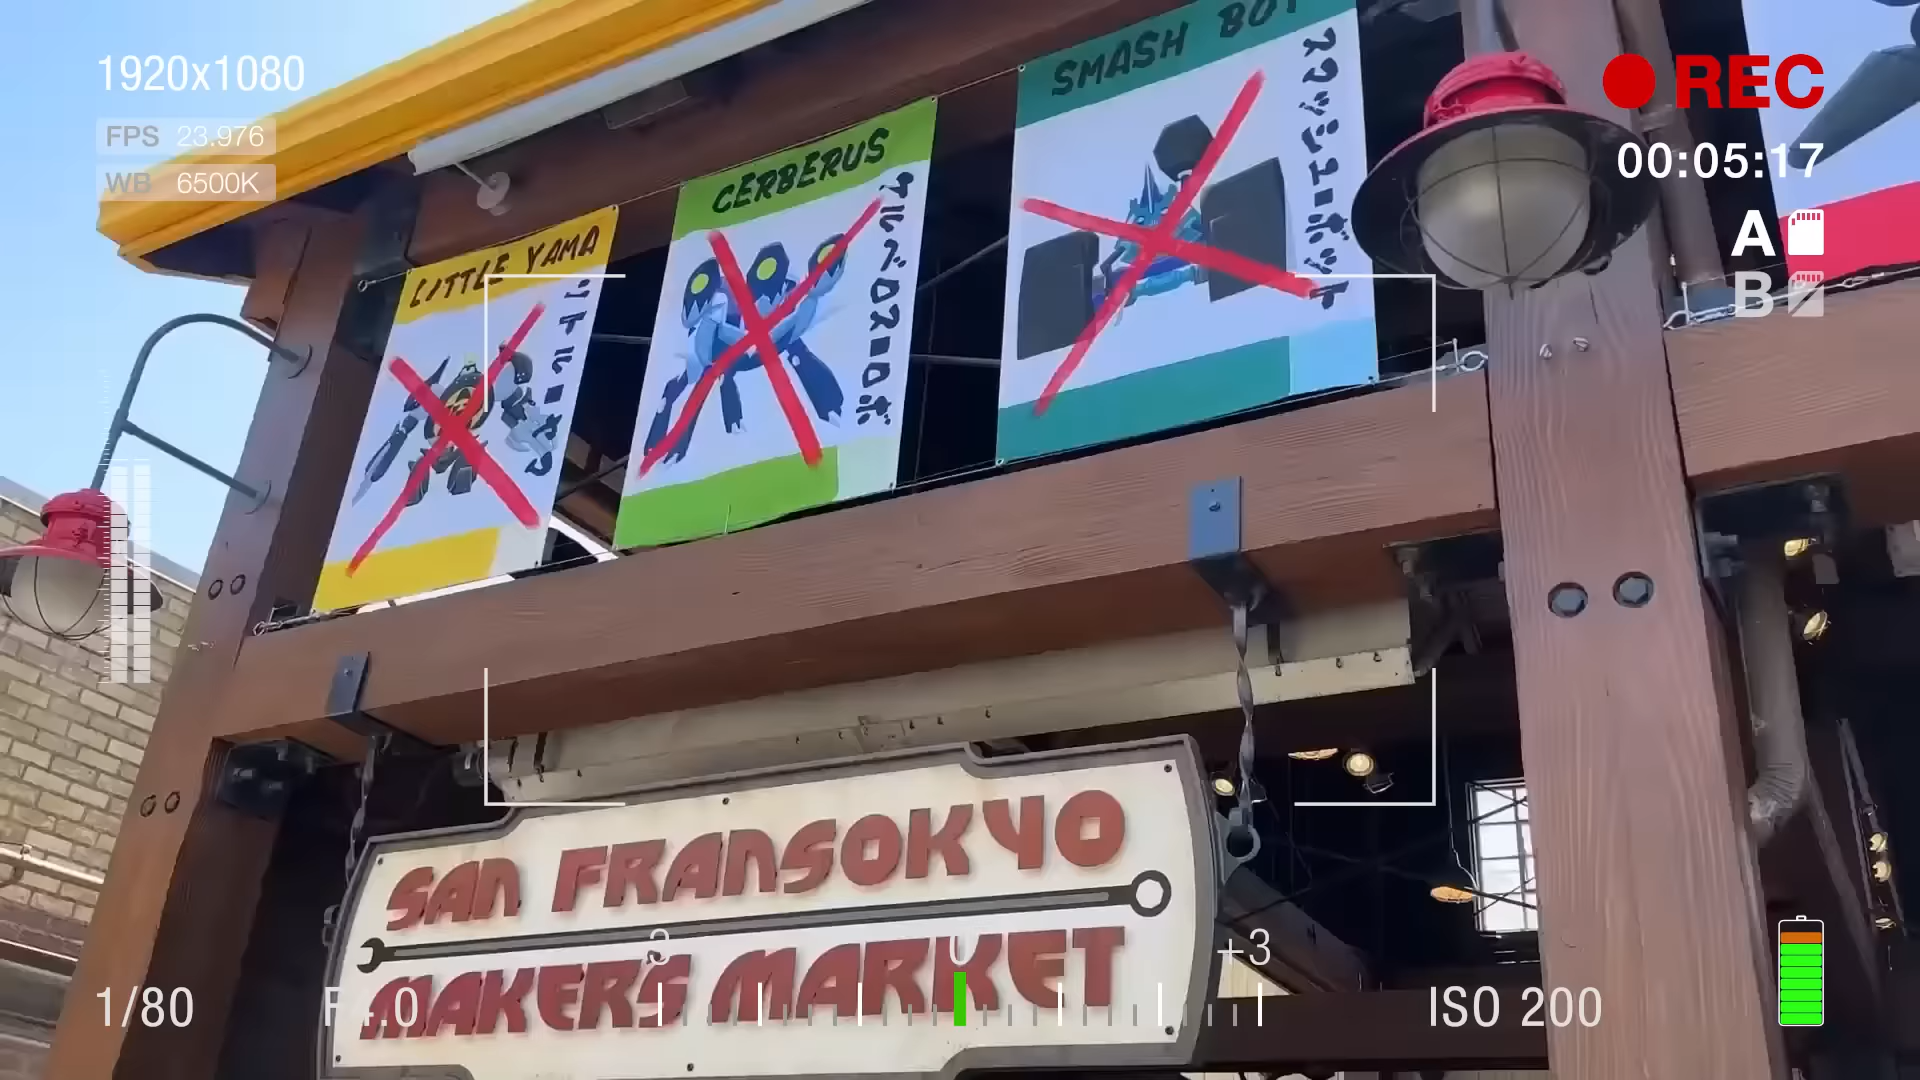 1920x1080
FPS 23.976
WB 6500K
REC
00:05:17
A
B
LITTLE YAMA
リトル・ヤマ
CERBERUS
ケルベロス・ロボ
SMASH BOT
スマッシュ・ボット
SAN FRANSOKYO
MAKERS MARKET
3 0 +3
1/80
F4.0
ISO 200